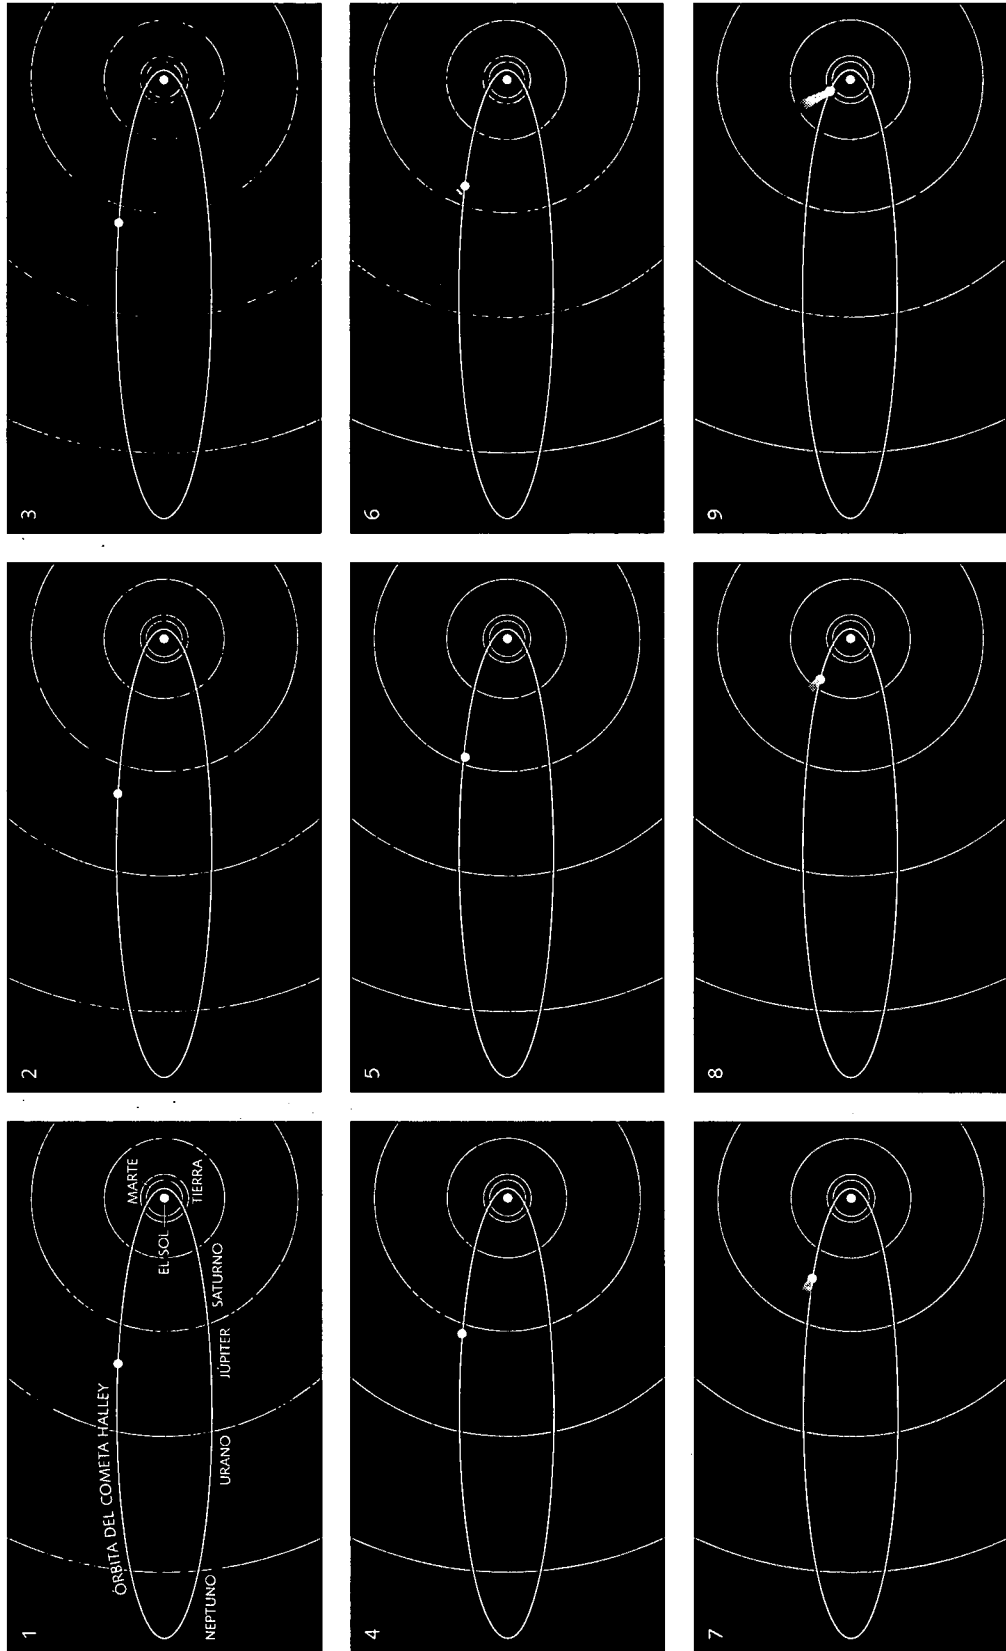 1
ÓRBITA DEL COMETA HALLEY
MARTE
EL SOL
TIERRA
NEPTUNO
URANO
JÚPITER
SATURNO
2
3
4
5
6
7
8
9